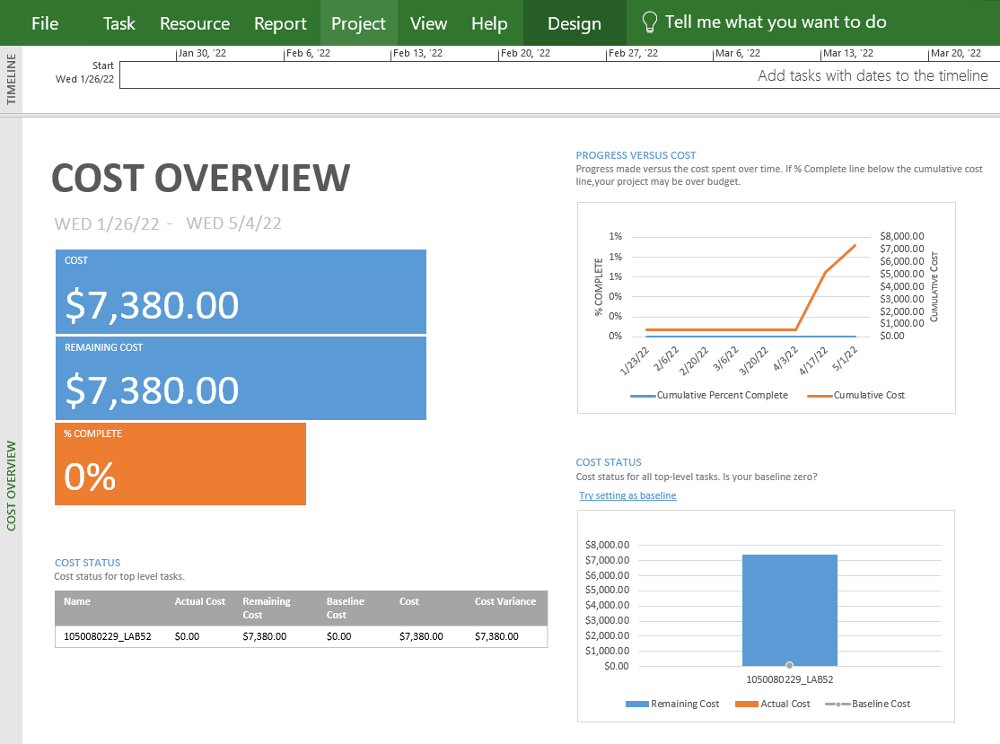 File Task Resource Report Project View Help Design Tell me what you want to do
TIMELINE
Jan 30, '22 Feb 6, '22 Feb 13, '22 Feb 20, '22 Feb 27, '22 Mar 6, '22 Mar 13, '22 Mar 20, '22
Start
Wed 1/26/22
Add tasks with dates to the timeline
COST OVERVIEW
COST OVERVIEW
WED 1/26/22 - WED 5/4/22
COST
$7,380.00
REMAINING COST
$7,380.00
% COMPLETE
0%
COST STATUS
Cost status for top level tasks.
Name Actual Cost Remaining Cost Baseline Cost Cost Cost Variance
1050080229_LAB52 $0.00 $7,380.00 $0.00 $7,380.00 $7,380.00
PROGRESS VERSUS COST
Progress made versus the cost spent over time. If % Complete line below the cumulative cost
line,your project may be over budget.
% COMPLETE
1%
1%
1%
0%
0%
0%
$8,000.00
$7,000.00
$6,000.00
$5,000.00
$4,000.00
$3,000.00
$2,000.00
$1,000.00
$0.00
CUMULATIVE COST
1/23/22 2/6/22 2/20/22 3/6/22 3/20/22 4/3/22 4/17/22 5/1/22
Cumulative Percent Complete Cumulative Cost
COST STATUS
Cost status for all top-level tasks. Is your baseline zero?
Try setting as baseline
$8,000.00
$7,000.00
$6,000.00
$5,000.00
$4,000.00
$3,000.00
$2,000.00
$1,000.00
$0.00
1050080229_LAB52
Remaining Cost Actual Cost Baseline Cost